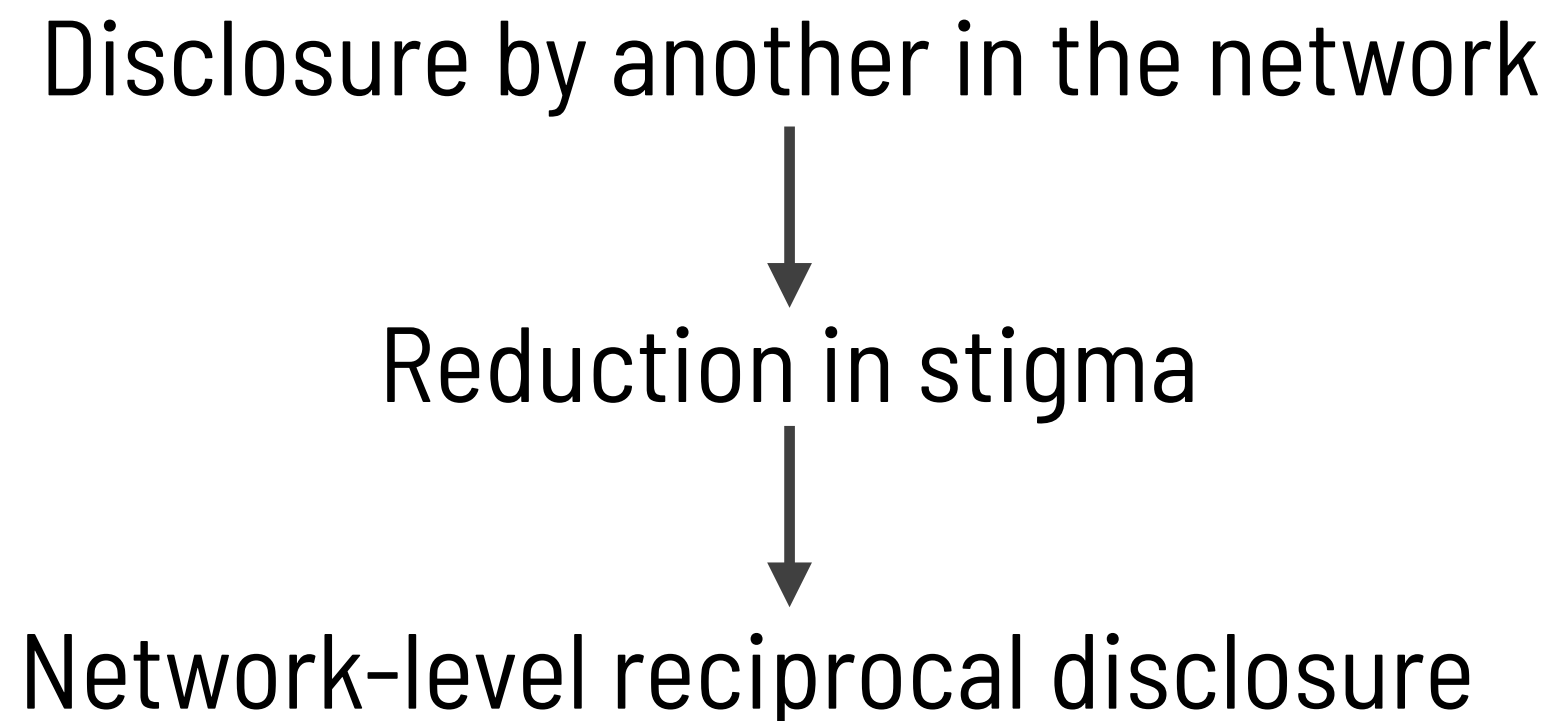 Disclosure by another in the network
Reduction in stigma
Network-level reciprocal disclosure